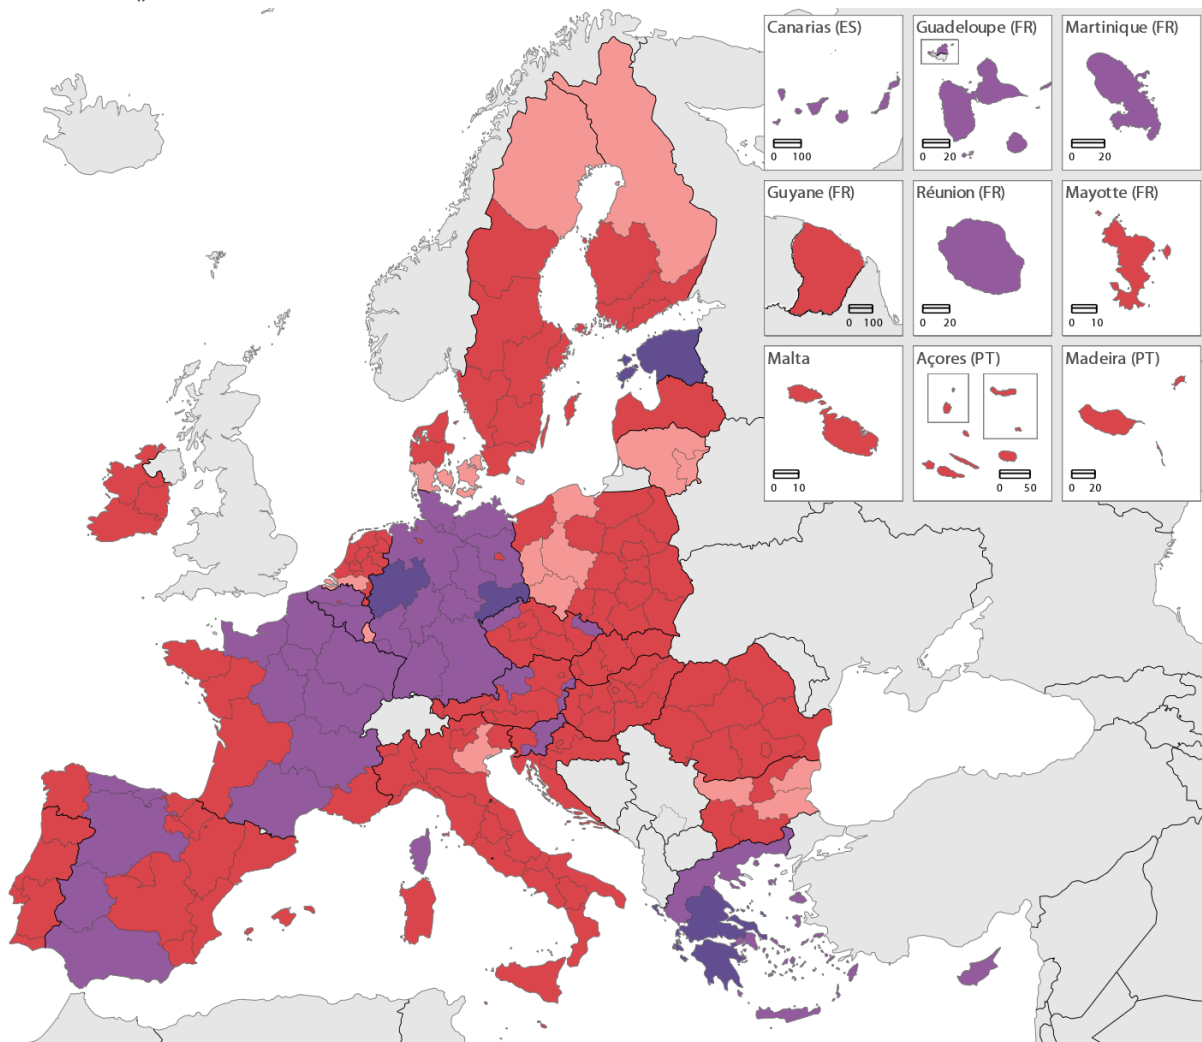 Canarias (ES)
0 100
Guadeloupe (FR)
0 20
Martinique (FR)
0 20
Guyane (FR)
0 100
Réunion (FR)
0 20
Mayotte (FR)
0 10
Malta
0 10
Açores (PT)
0 50
Madeira (PT)
0 20